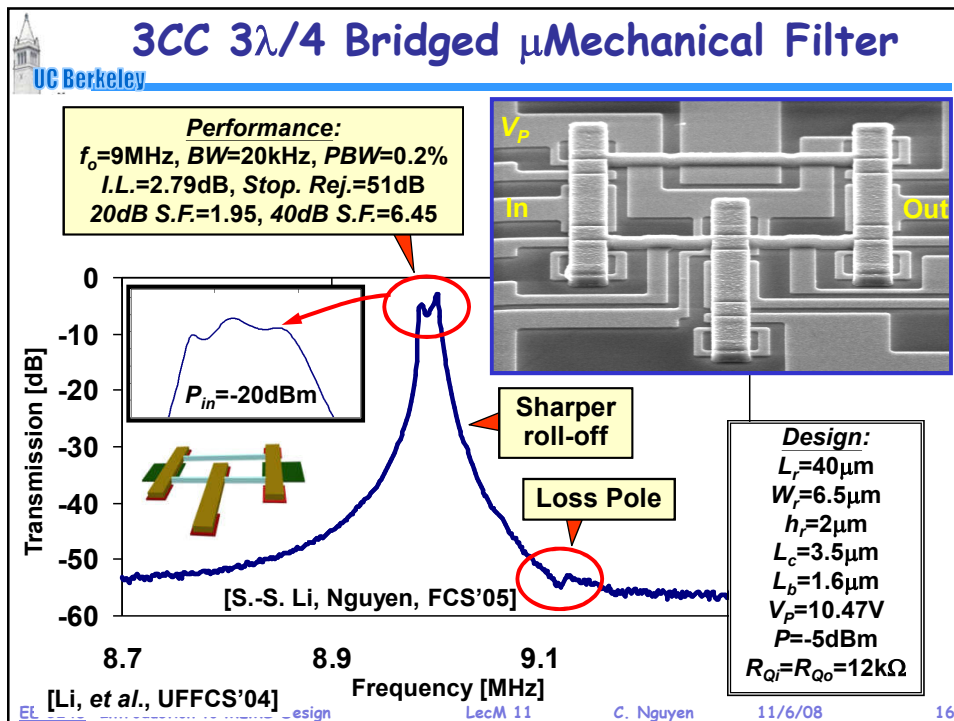 3CC 3λ/4 Bridged μMechanical Filter
UC Berkeley
Performance:
fo=9MHz, BW=20kHz, PBW=0.2%
I.L.=2.79dB, Stop. Rej.=51dB
20dB S.F.=1.95, 40dB S.F.=6.45
VP
In
Out
0
-10
-20
-30
-40
-50
-60
Transmission [dB]
Pin=-20dBm
Sharper
roll-off
Loss Pole
[S.-S. Li, Nguyen, FCS'05]
Design:
Lr=40μm
Wr=6.5μm
hr=2μm
Lc=3.5μm
Lb=1.6μm
VP=10.47V
P=-5dBm
RQi=RQo=12kΩ
8.7
8.9
9.1
Frequency [MHz]
[Li, et al., UFFCS'04]
Design
LecM 11
C. Nguyen
11/6/08
16